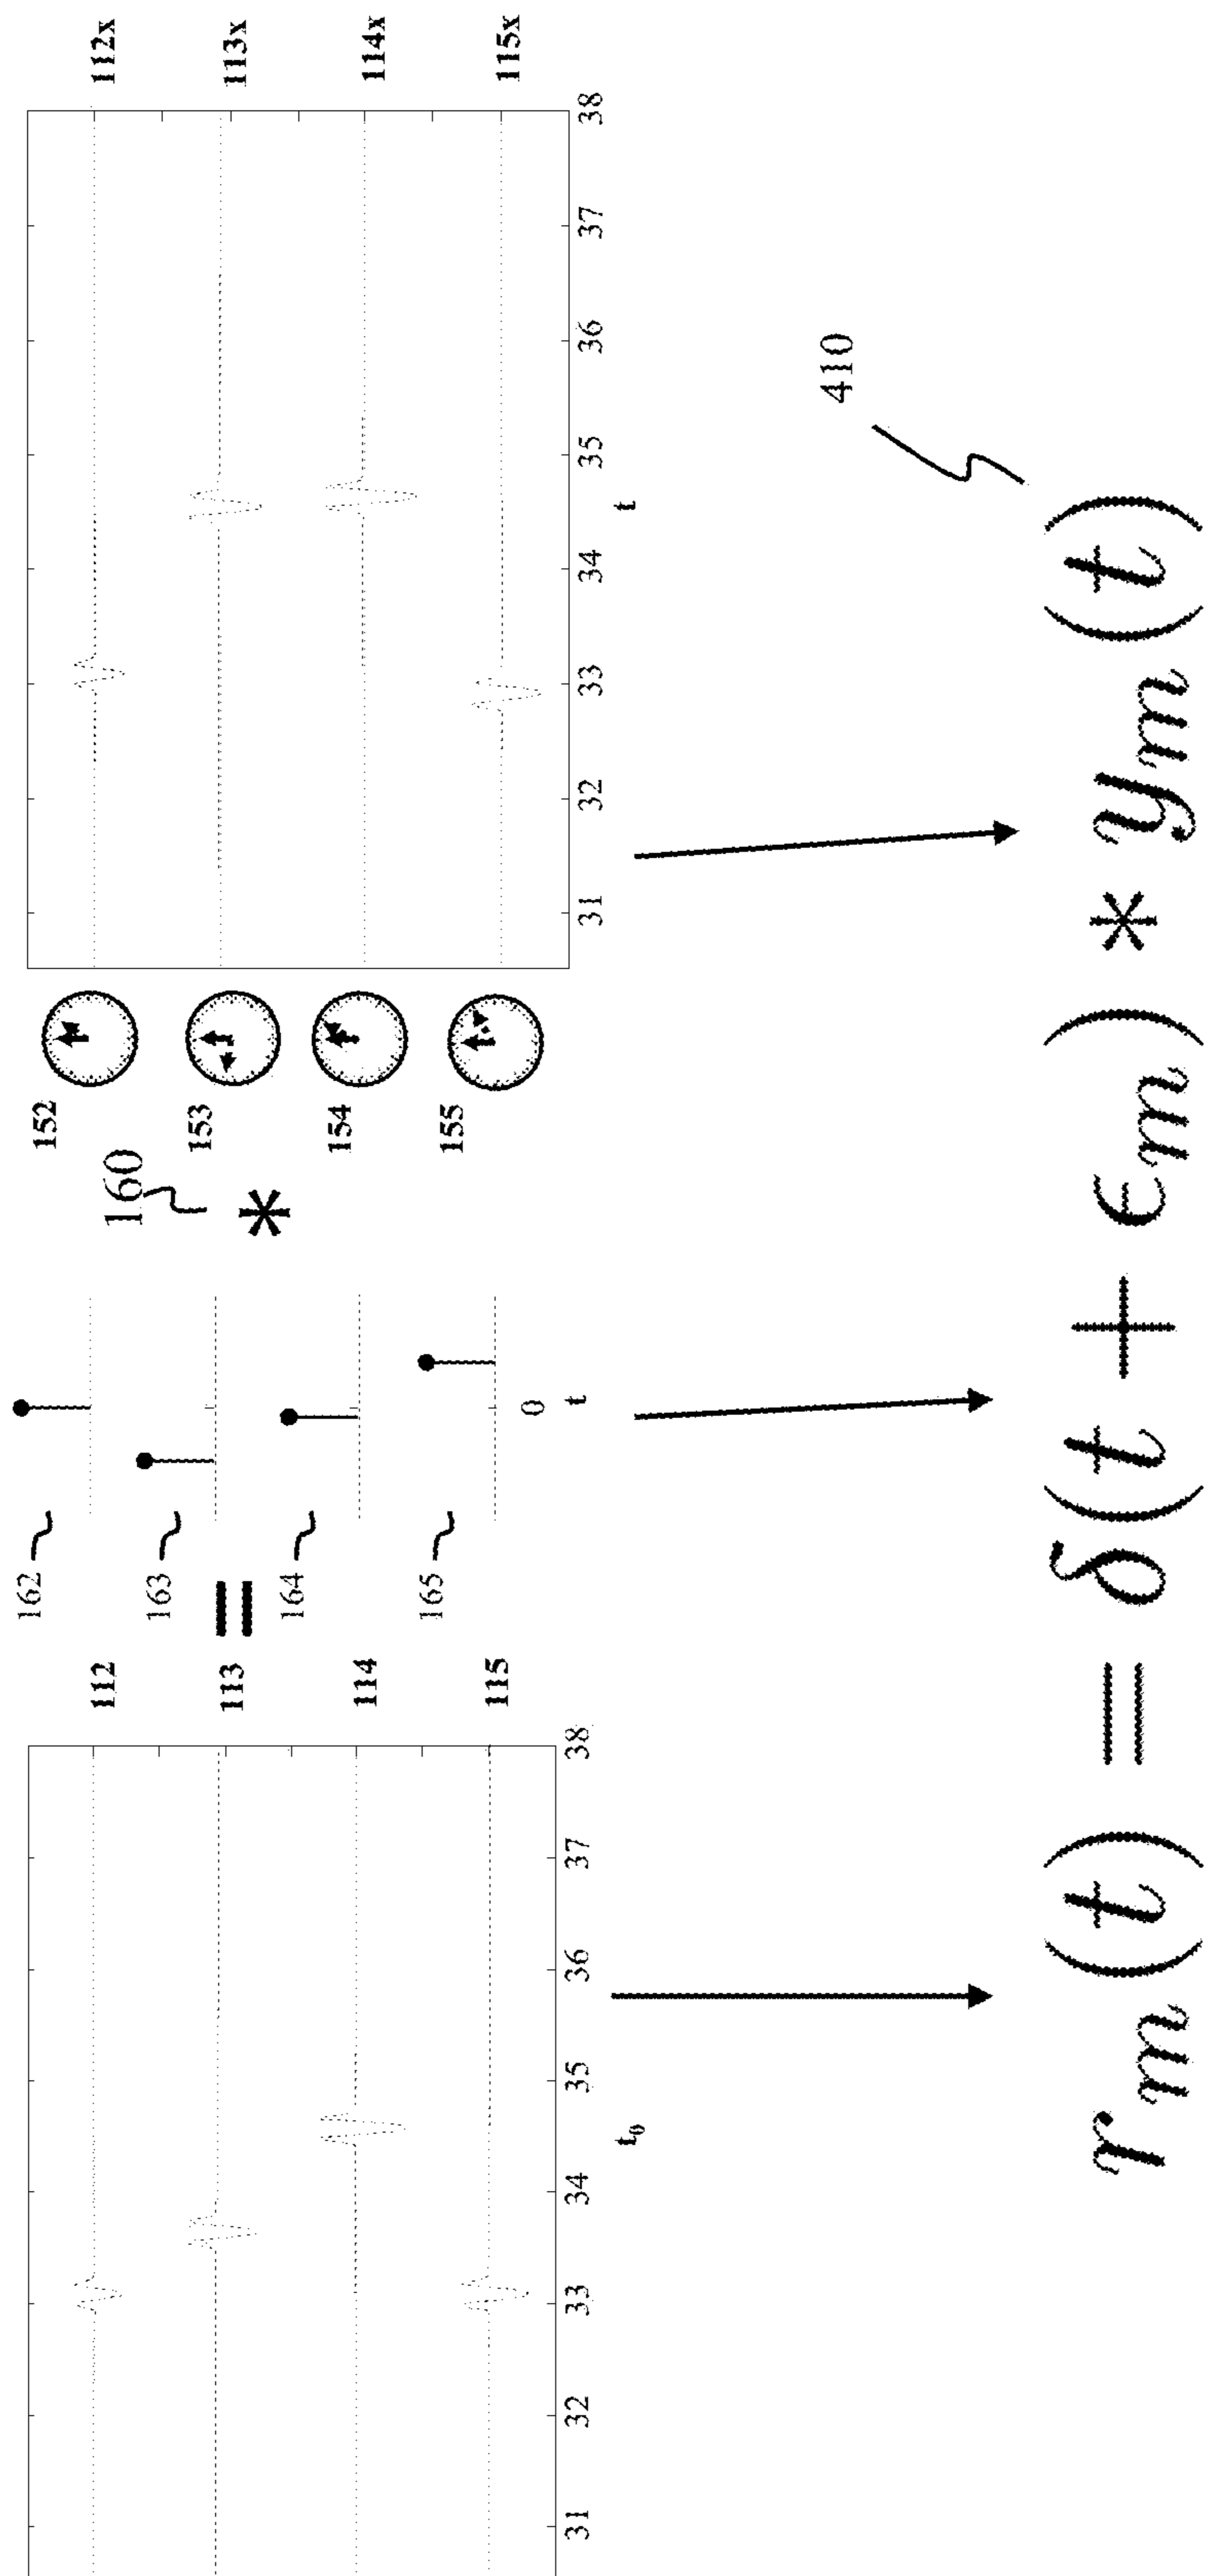 112
113
114
115
31 32 33 34 35 36 37 38
t₀
=
162
163
164
165
0
t
160
*
152
153
154
155
112x
113x
114x
115x
31 32 33 34 35 36 37 38
t
410
r_m(t) = δ(t + ϵ_m) * y_m(t)